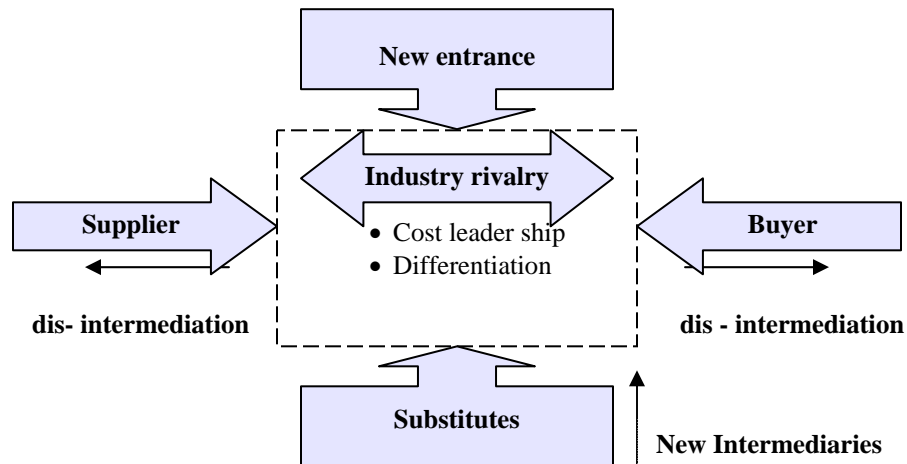 New entrance
Industry rivalry
Supplier
Buyer
• Cost leader ship
• Differentiation
dis- intermediation
dis - intermediation
Substitutes
New Intermediaries